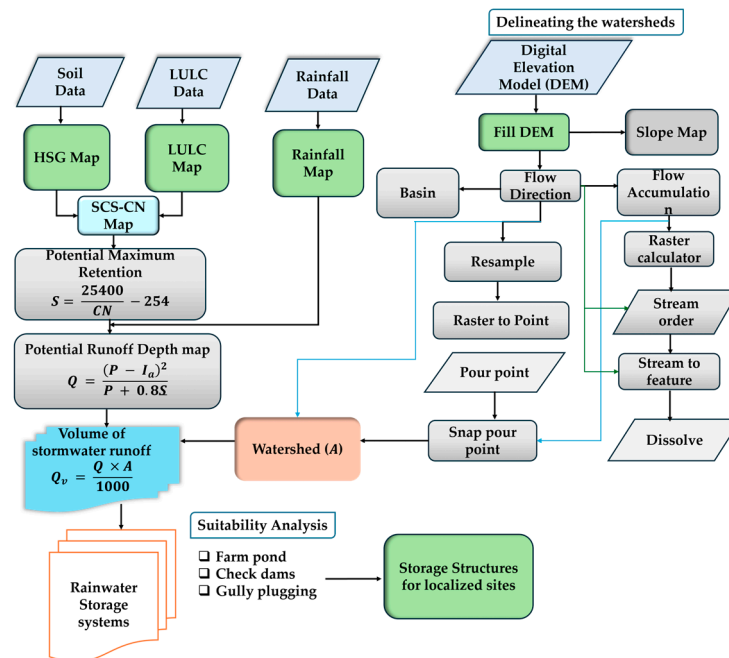 Delineating the watersheds
Soil
Data
LULC
Data
Rainfall
Data
Digital
Elevation
Model (DEM)
HSG Map
LULC
Map
Rainfall
Map
Fill DEM
Slope Map
SCS-CN
Map
Basin
Flow
Direction
Flow
Accumulatio
n
Potential Maximum
Retention
S = 25400/CN − 254
Resample
Raster
calculator
Raster to Point
Stream
order
Potential Runoff Depth map
Q = (P − Iₐ)²/P + 0.8S
Pour point
Stream to
feature
Volume of
stormwater runoff
Qᵥ = Q × A/1000
Watershed (A)
Snap pour
point
Dissolve
Suitability Analysis
❑ Farm pond
❑ Check dams
❑ Gully plugging
Storage Structures
for localized sites
Rainwater
Storage
systems